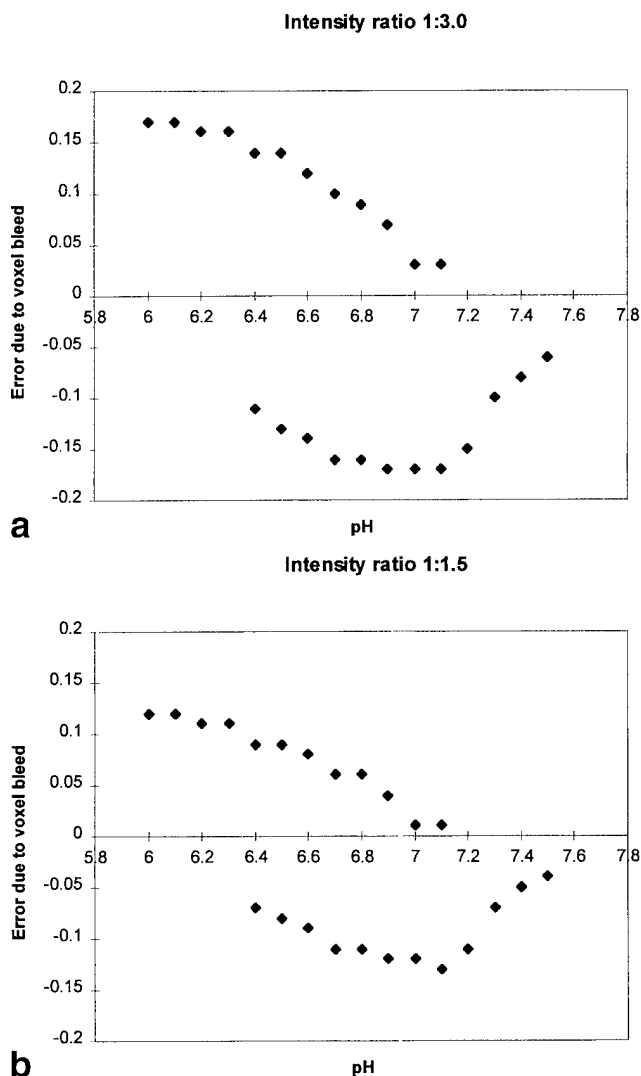 Intensity ratio 1:3.0
0.2
0.15
0.1
0.05
0
5.8 6 6.2 6.4 6.6 6.8 7 7.2 7.4 7.6 7.8
-0.05
-0.1
-0.15
-0.2
Error due to voxel bleed
pH
a
Intensity ratio 1:1.5
0.2
0.15
0.1
0.05
0
5.8 6 6.2 6.4 6.6 6.8 7 7.2 7.4 7.6 7.8
-0.05
-0.1
-0.15
-0.2
Error due to voxel bleed
pH
b